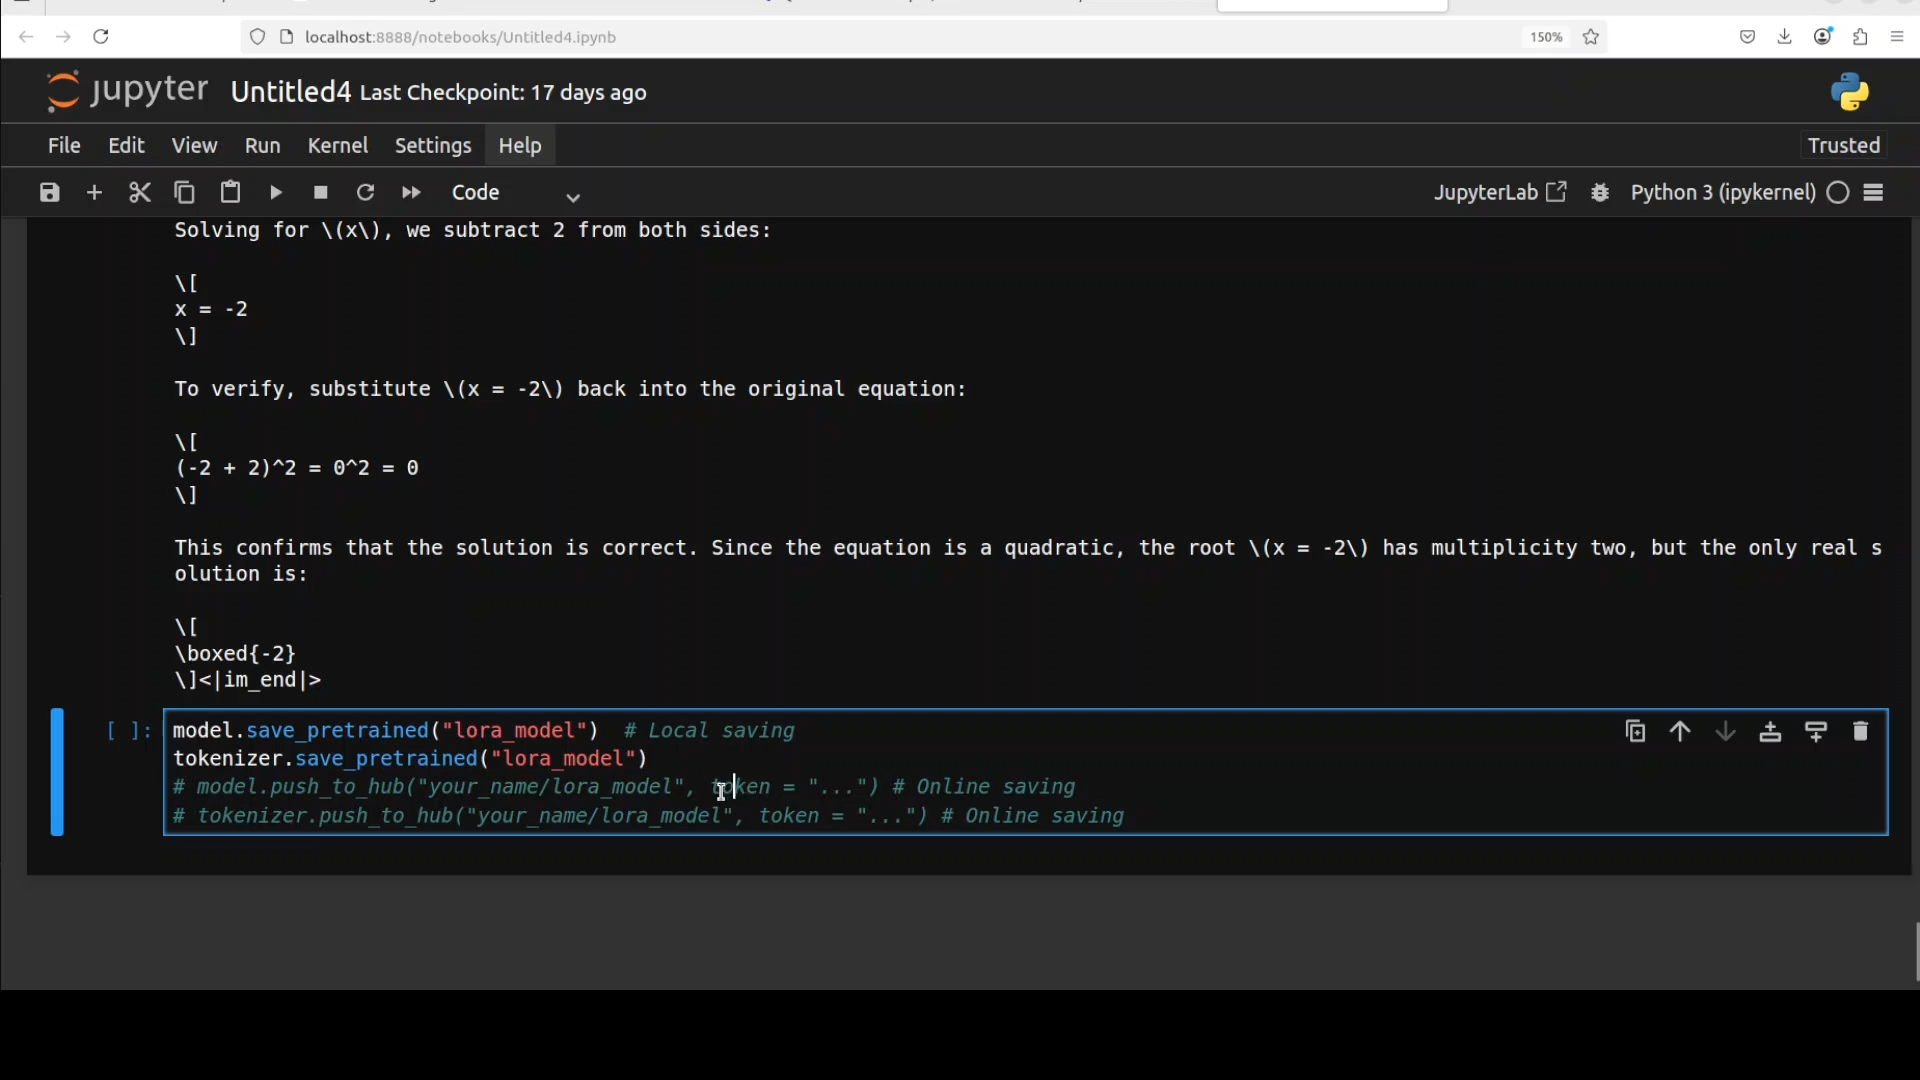 localhost:8888/notebooks/Untitled4.ipynb
150%
jupyter Untitled4 Last Checkpoint: 17 days ago
File Edit View Run Kernel Settings Help Trusted
Code JupyterLab Python 3 (ipykernel)
Solving for \(x\), we subtract 2 from both sides:
\[
x = -2
\]
To verify, substitute \(x = -2\) back into the original equation:
\[
(-2 + 2)^2 = 0^2 = 0
\]
This confirms that the solution is correct. Since the equation is a quadratic, the root \(x = -2\) has multiplicity two, but the only real s
olution is:
\[
\boxed{-2}
\]<|im_end|>
[ ]: model.save_pretrained("lora_model")  # Local saving
tokenizer.save_pretrained("lora_model")
# model.push_to_hub("your_name/lora_model", token = "...") # Online saving
# tokenizer.push_to_hub("your_name/lora_model", token = "...") # Online saving